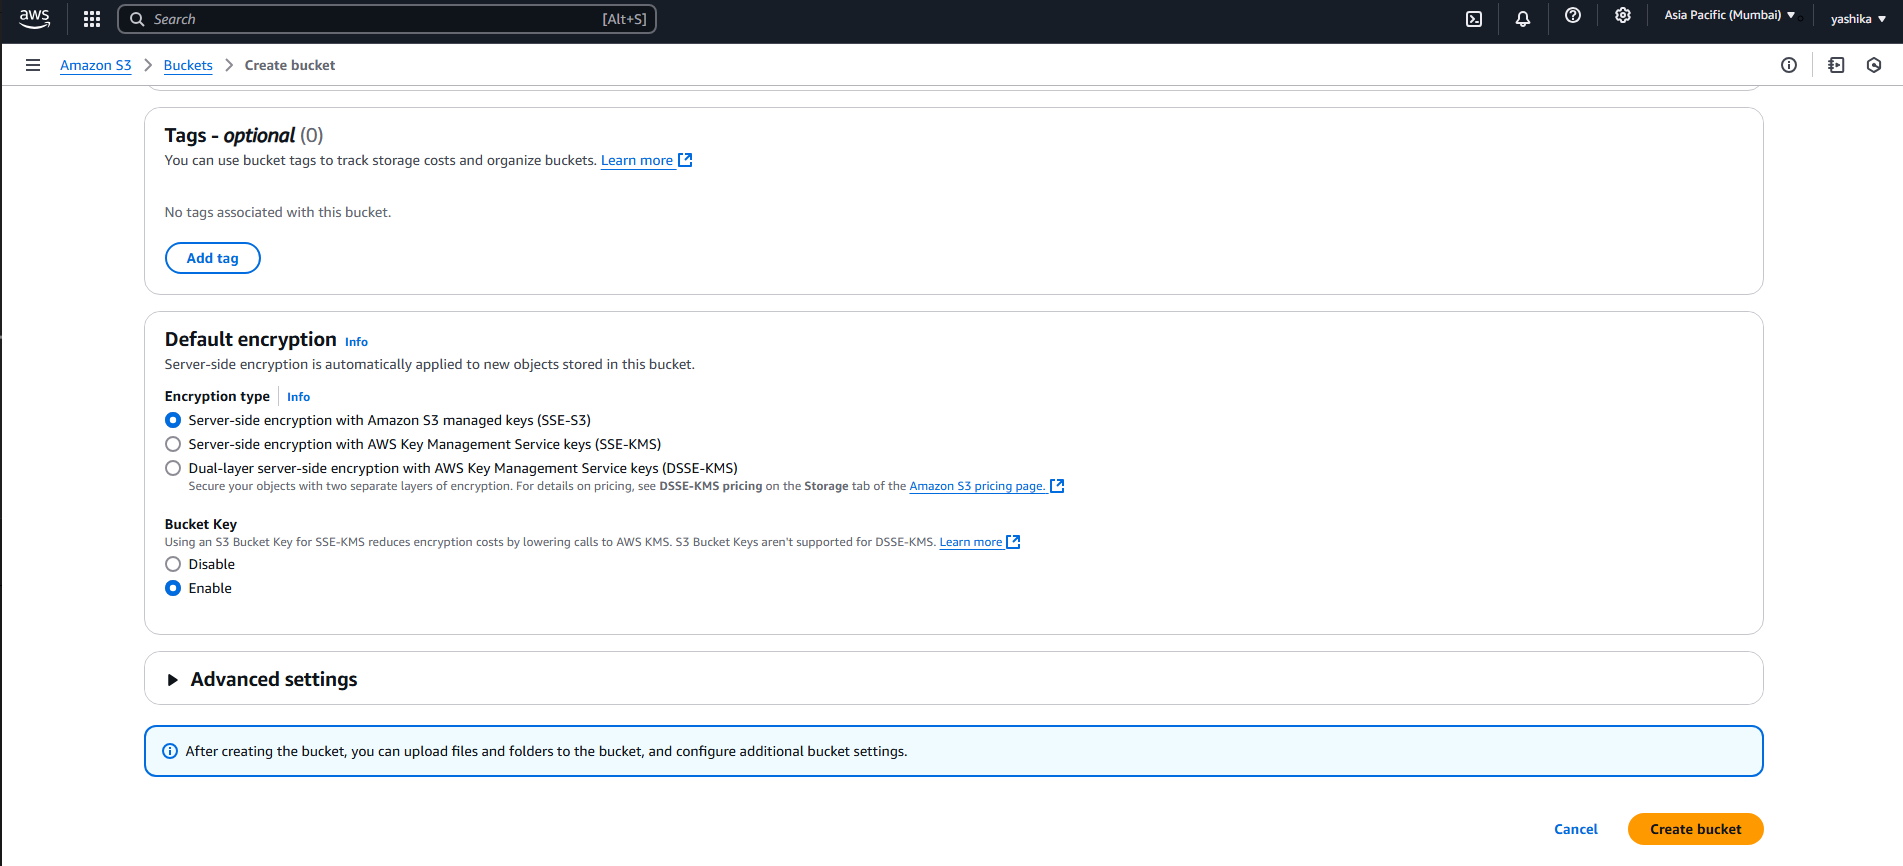 aws
Search [Alt+S]
Asia Pacific (Mumbai)
yashika
Amazon S3 > Buckets > Create bucket
Tags - optional (0)
You can use bucket tags to track storage costs and organize buckets. Learn more
No tags associated with this bucket.
Add tag
Default encryption Info
Server-side encryption is automatically applied to new objects stored in this bucket.
Encryption type Info
Server-side encryption with Amazon S3 managed keys (SSE-S3)
Server-side encryption with AWS Key Management Service keys (SSE-KMS)
Dual-layer server-side encryption with AWS Key Management Service keys (DSSE-KMS)
Secure your objects with two separate layers of encryption. For details on pricing, see DSSE-KMS pricing on the Storage tab of the Amazon S3 pricing page.
Bucket Key
Using an S3 Bucket Key for SSE-KMS reduces encryption costs by lowering calls to AWS KMS. S3 Bucket Keys aren't supported for DSSE-KMS. Learn more
Disable
Enable
Advanced settings
After creating the bucket, you can upload files and folders to the bucket, and configure additional bucket settings.
Cancel
Create bucket